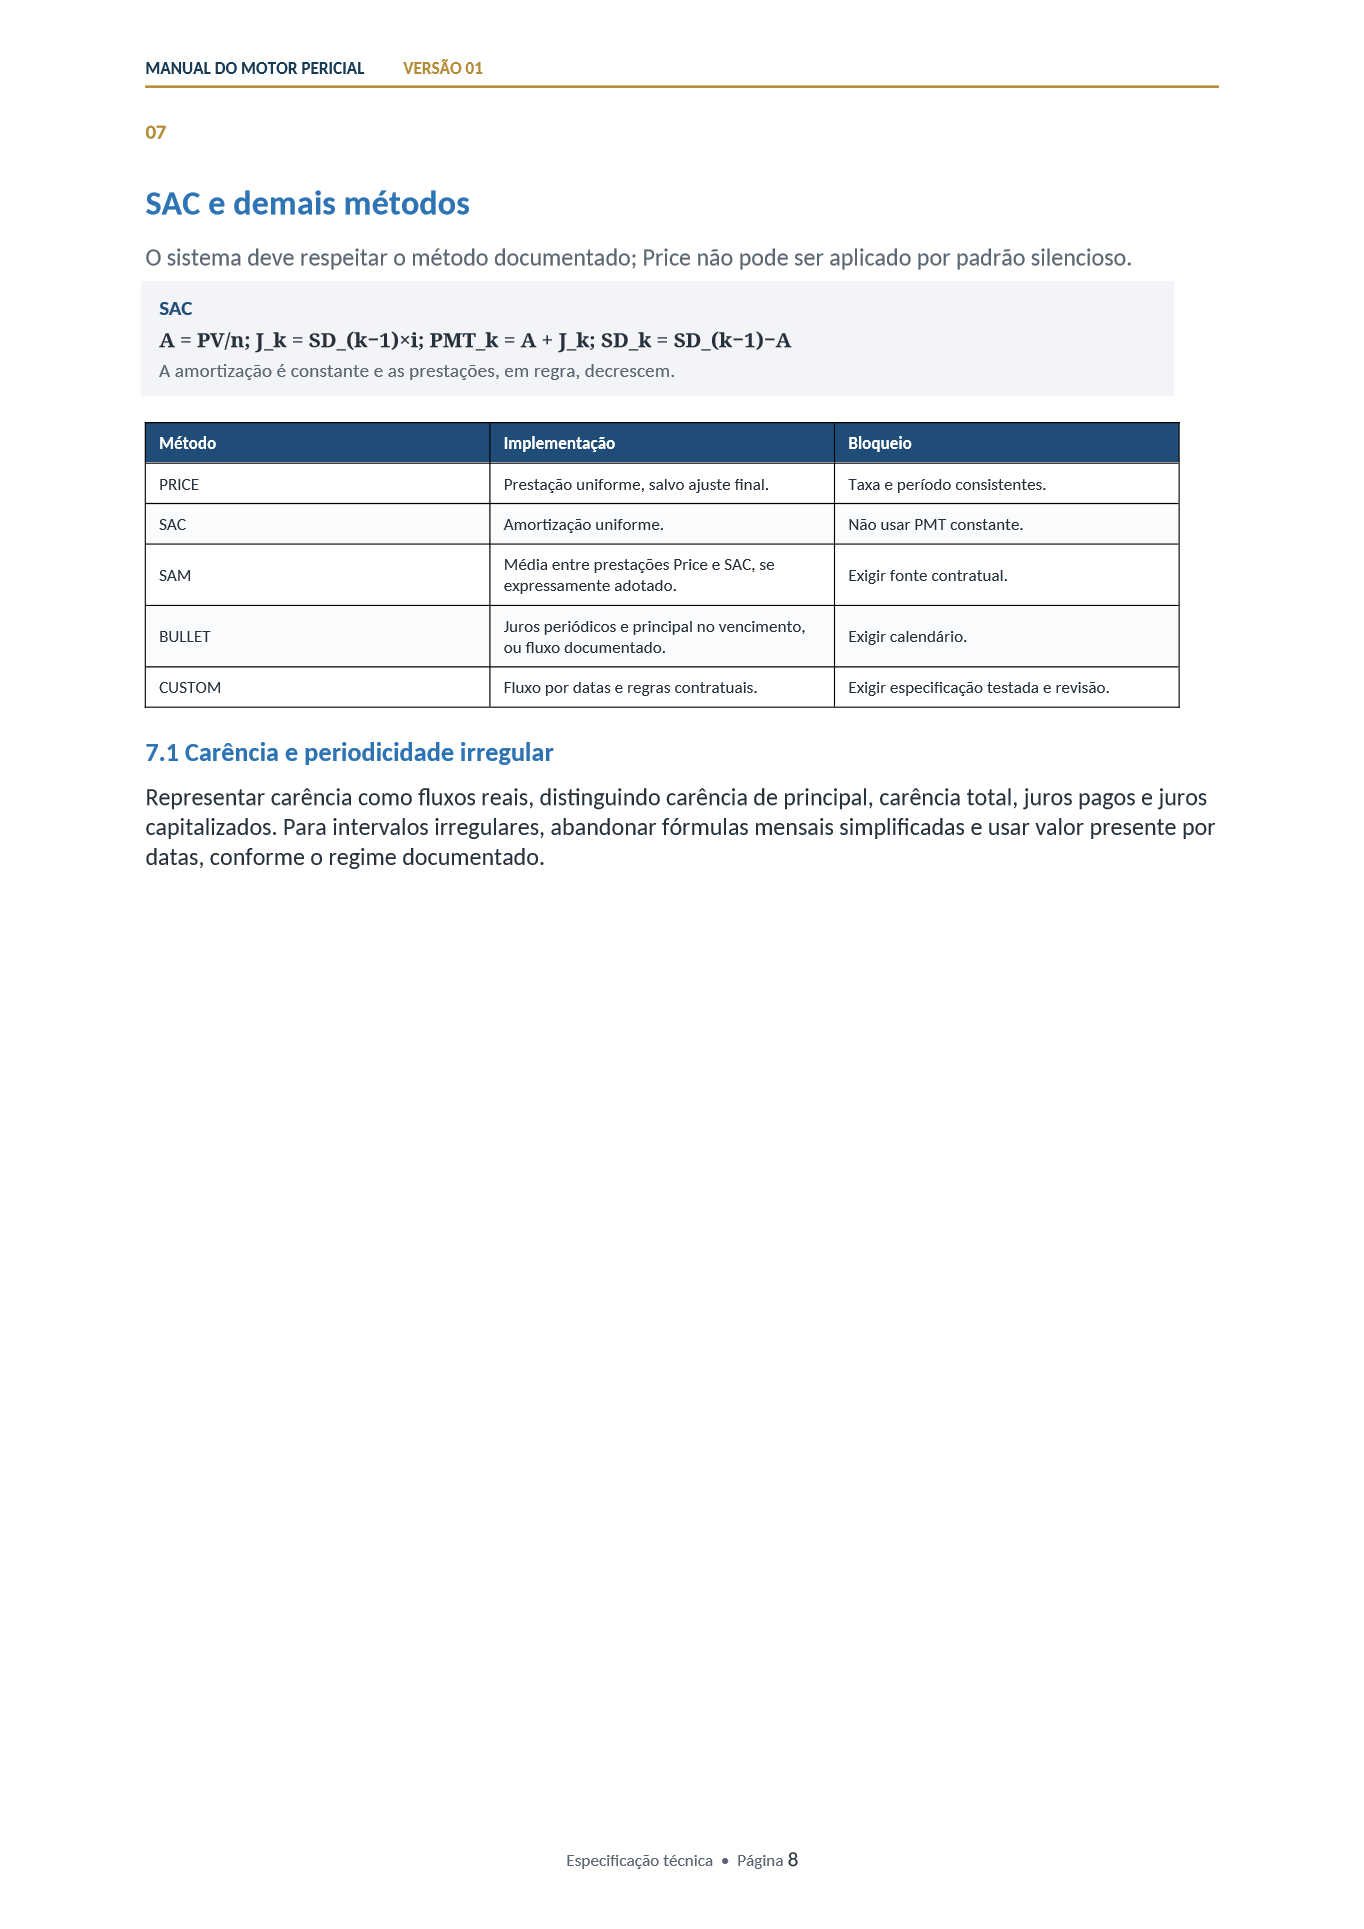 MANUAL DO MOTOR PERICIAL VERSÃO 01
07
SAC e demais métodos
O sistema deve respeitar o método documentado; Price não pode ser aplicado por padrão silencioso.
SAC
A = PV/n; J_k = SD_(k−1)×i; PMT_k = A + J_k; SD_k = SD_(k−1)−A
A amortização é constante e as prestações, em regra, decrescem.
Método Implementação Bloqueio
PRICE Prestação uniforme, salvo ajuste final. Taxa e período consistentes.
SAC Amortização uniforme. Não usar PMT constante.
SAM Média entre prestações Price e SAC, se
expressamente adotado. Exigir fonte contratual.
BULLET Juros periódicos e principal no vencimento,
ou fluxo documentado. Exigir calendário.
CUSTOM Fluxo por datas e regras contratuais. Exigir especificação testada e revisão.
7.1 Carência e periodicidade irregular
Representar carência como fluxos reais, distinguindo carência de principal, carência total, juros pagos e juros
capitalizados. Para intervalos irregulares, abandonar fórmulas mensais simplificadas e usar valor presente por
datas, conforme o regime documentado.
Especificação técnica • Página 8